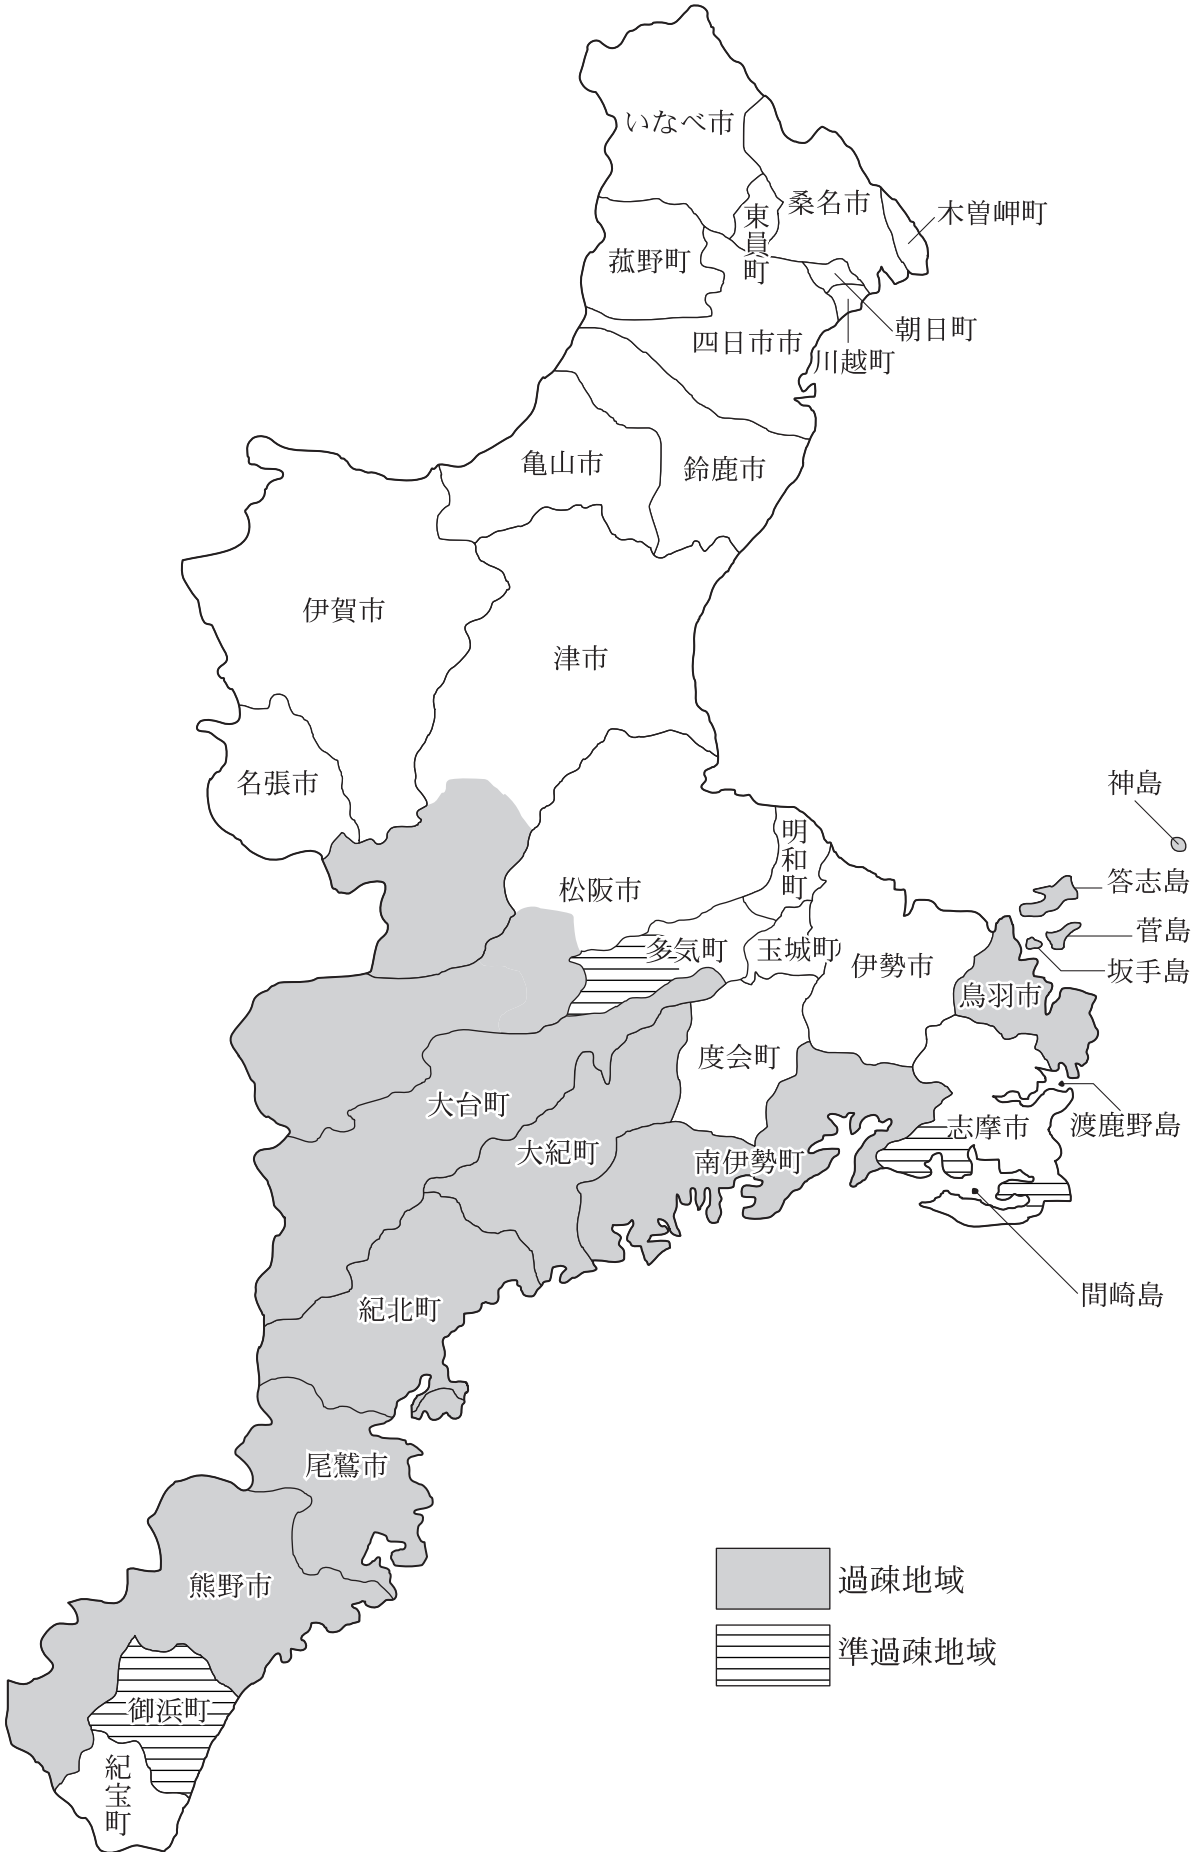 いなべ市
桑名市
木曽岬町
東員町
菰野町
朝日町
四日市市
川越町
亀山市
鈴鹿市
伊賀市
津市
名張市
神島
明和町
答志島
松阪市
菅島
多気町
玉城町
伊勢市
坂手島
鳥羽市
度会町
大台町
志摩市
渡鹿野島
大紀町
南伊勢町
間崎島
紀北町
尾鷲市
過疎地域
熊野市
準過疎地域
御浜町
紀宝町